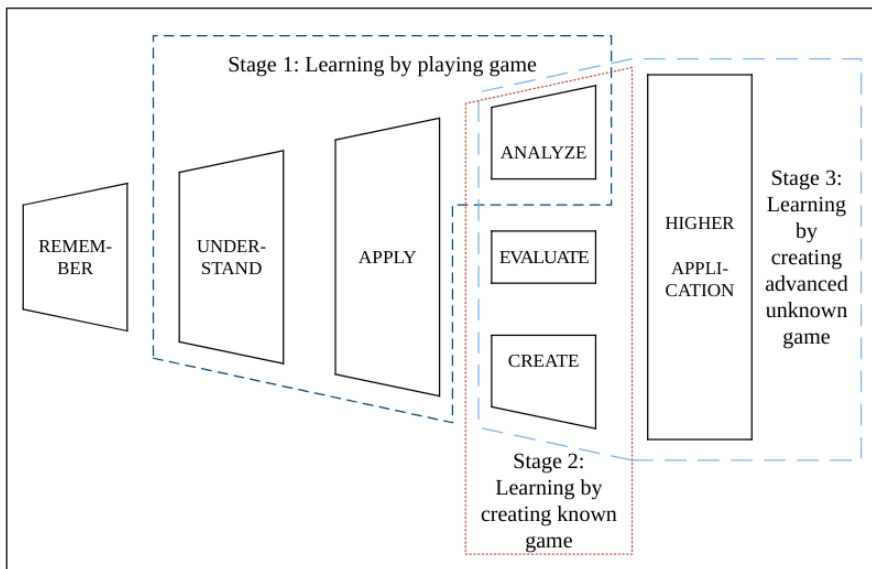 Stage 1: Learning by playing game
REMEM-
BER
UNDER-
STAND
APPLY
ANALYZE
EVALUATE
CREATE
HIGHER
APPLI-
CATION
Stage 3:
Learning
by
creating
advanced
unknown
game
Stage 2:
Learning by
creating known
game